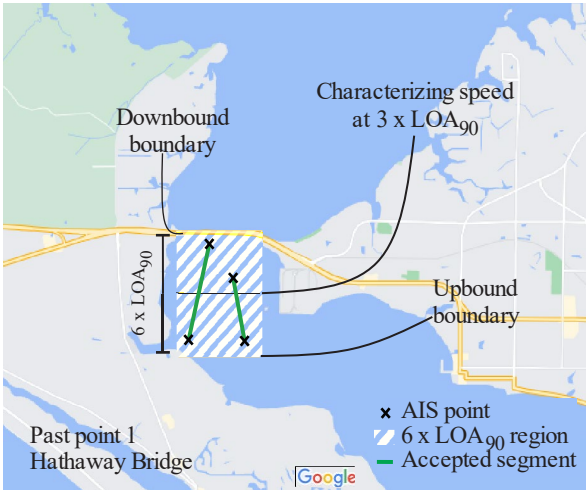 Characterizing speed
at 3 x LOA90
Downbound
boundary
6 x LOA90
Upbound
boundary
AIS point
6 x LOA90 region
Accepted segment
Past point 1
Hathaway Bridge
Google